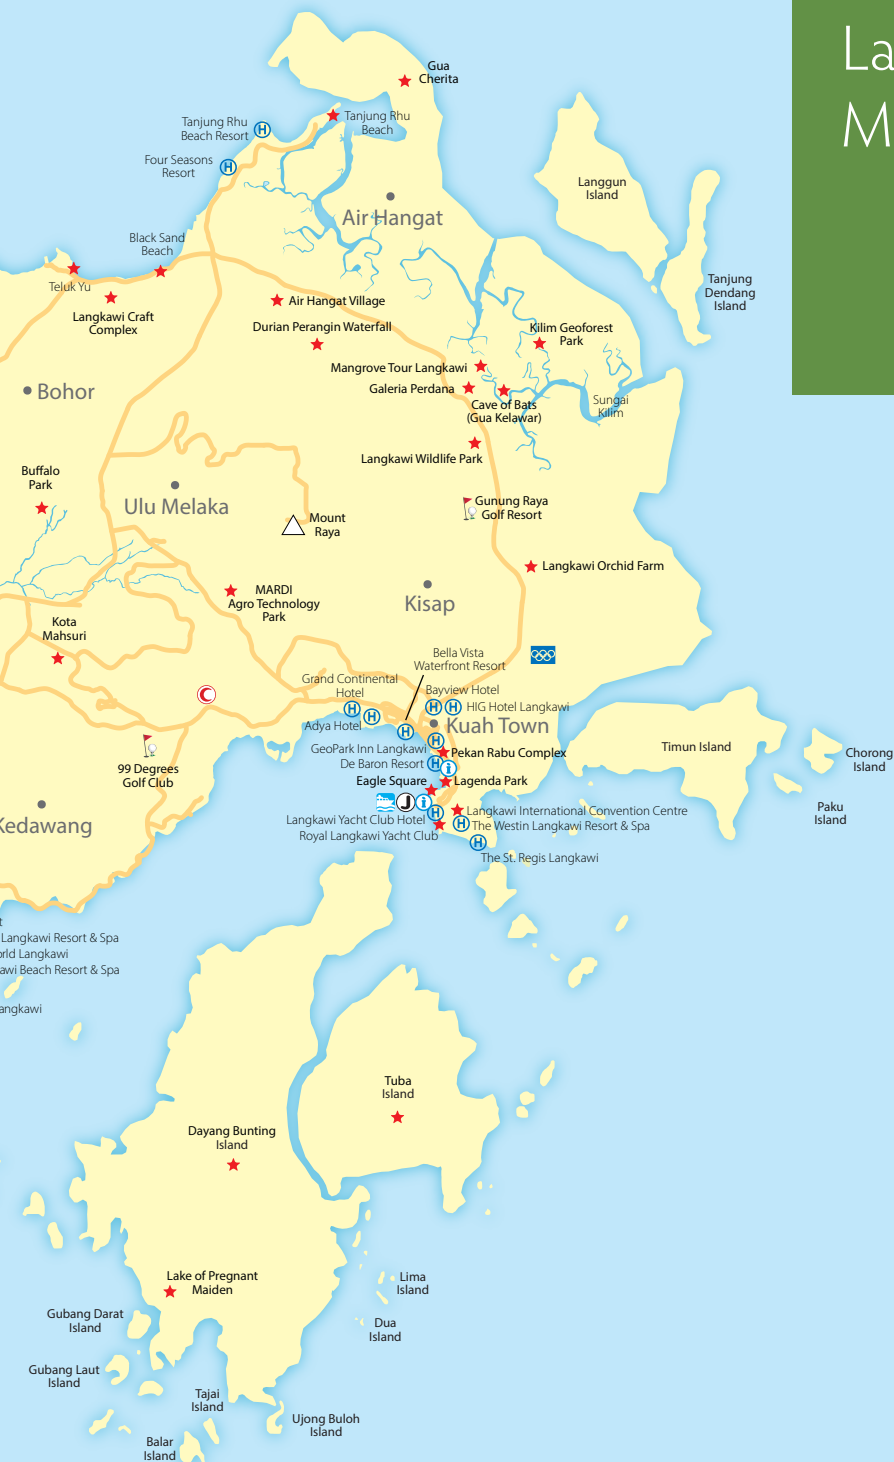 La
M
Gua
Cherita
Tanjung Rhu
Beach Resort
Tanjung Rhu
Beach
Four Seasons
Resort
Langgun
Island
Air Hangat
Black Sand
Beach
Teluk Yu
Tanjung
Dendang
Island
Langkawi Craft
Complex
Air Hangat Village
Durian Perangin Waterfall
Kilim Geoforest
Park
Mangrove Tour Langkawi
Galeria Perdana
Bohor
Cave of Bats
(Gua Kelawar)
Sungai
Kilim
Langkawi Wildlife Park
Buffalo
Park
Ulu Melaka
Gunung Raya
Golf Resort
Mount
Raya
Langkawi Orchid Farm
MARDI
Agro Technology
Park
Kisap
Kota
Mahsuri
Bella Vista
Waterfront Resort
Grand Continental
Hotel
Bayview Hotel
H
H
H
H
HIG Hotel Langkawi
Adya Hotel
Kuah Town
GeoPark Inn Langkawi
Pekan Rabu Complex
De Baron Resort
Timun Island
Chorong
Island
99 Degrees
Golf Club
Eagle Square
Lagenda Park
J
i
Paku
Island
Kedawang
Langkawi International Convention Centre
Langkawi Yacht Club Hotel
The Westin Langkawi Resort & Spa
Royal Langkawi Yacht Club
The St. Regis Langkawi
t
Langkawi Resort & Spa
orld Langkawi
awi Beach Resort & Spa
angkawi
Tuba
Island
Dayang Bunting
Island
Lake of Pregnant
Maiden
Lima
Island
Gubang Darat
Island
Dua
Island
Gubang Laut
Island
Tajai
Island
Ujong Buloh
Island
Balar
Island